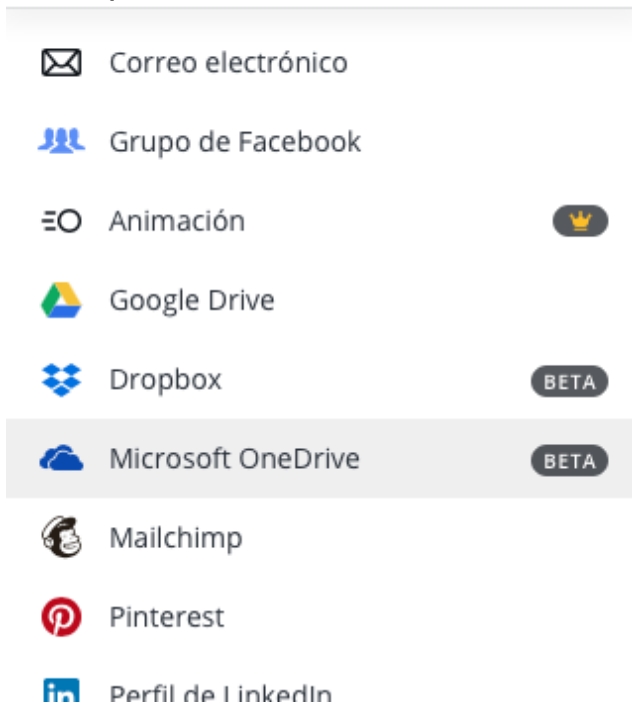 Correo electrónico
Grupo de Facebook
Animación
Google Drive
Dropbox BETA
Microsoft OneDrive BETA
Mailchimp
Pinterest
Perfil de LinkedIn